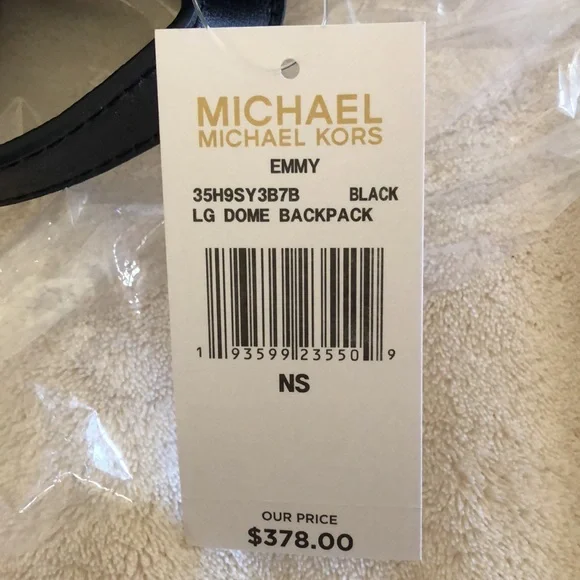 MICHAEL
MICHAEL KORS
EMMY
35H9SY3B7B BLACK
LG DOME BACKPACK
1 93599 23550 9
NS
OUR PRICE
$378.00